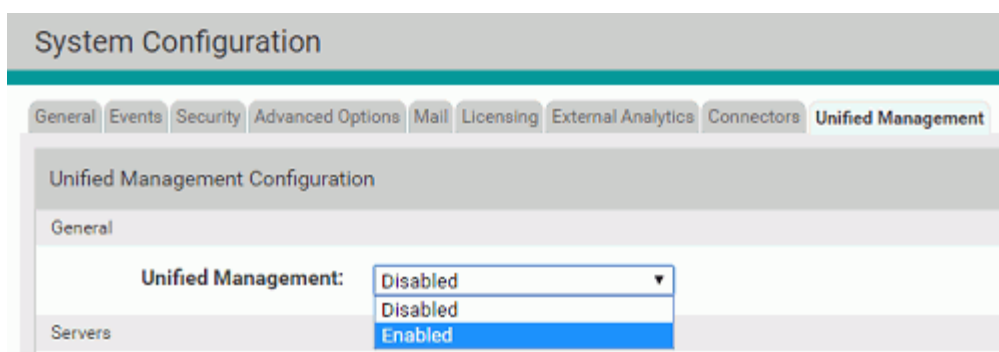 System Configuration
General Events Security Advanced Options Mail Licensing External Analytics Connectors Unified Management
Unified Management Configuration
General
Unified Management: Disabled
Disabled
Servers Enabled